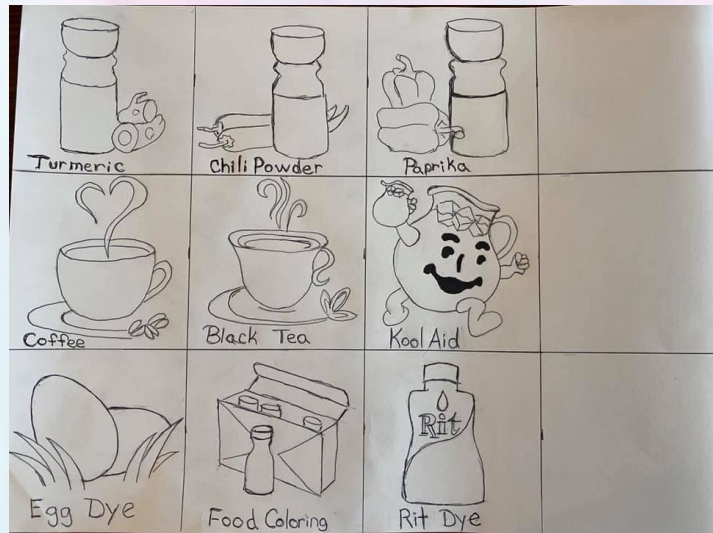 Turmeric
Chili Powder
Paprika
Coffee
Black Tea
Kool Aid
Rit
Egg Dye
Food Coloring
Rit Dye